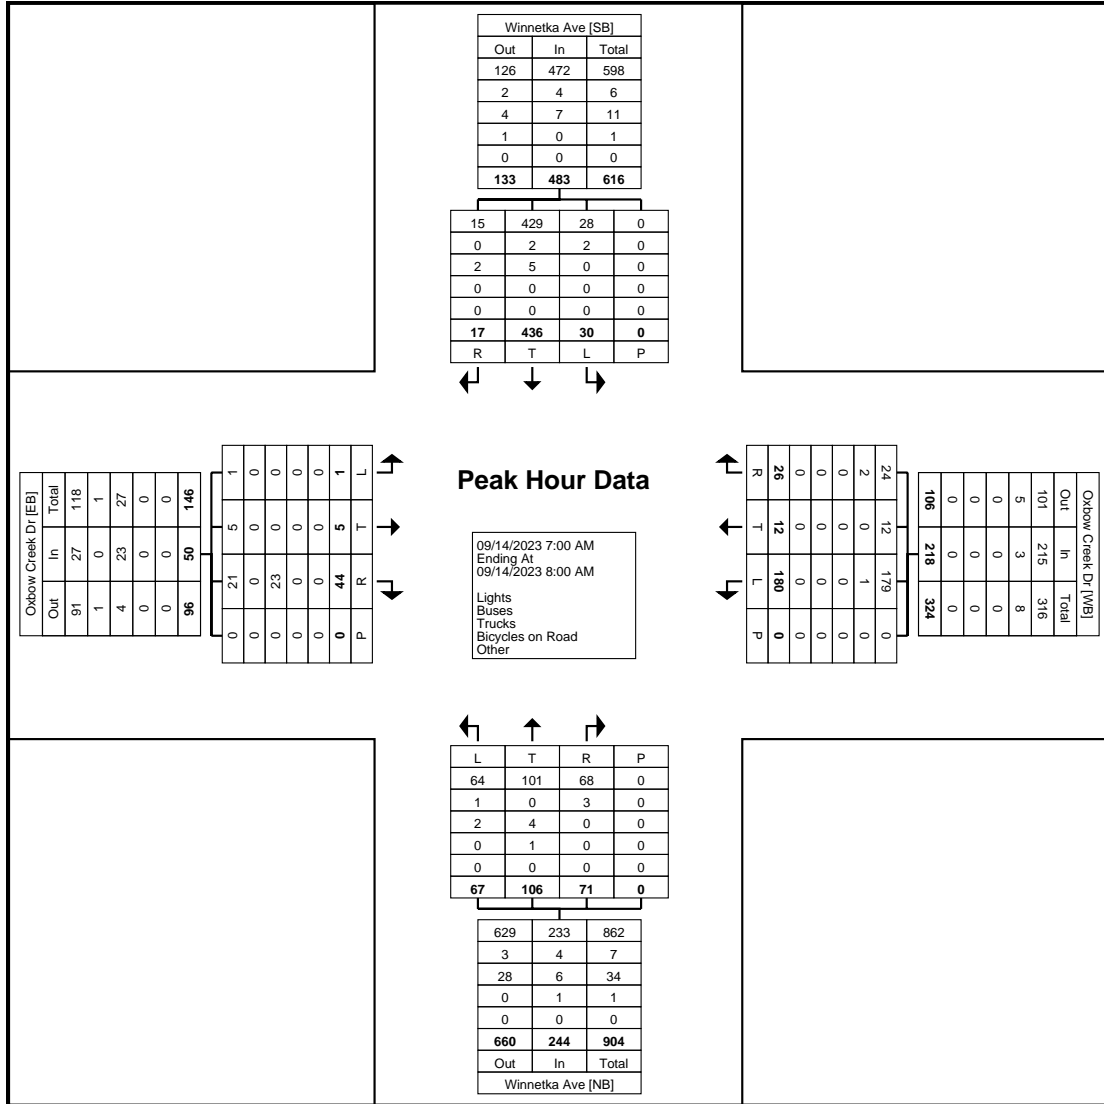 Winnetka Ave [SB]
Out In Total
126 472 598
2 4 6
4 7 11
1 0 1
0 0 0
133 483 616
15 429 28 0
0 2 2 0
2 5 0 0
0 0 0 0
0 0 0 0
17 436 30 0
R T L P
Oxbow Creek Dr [EB]
Total 118 1 27 0 0 146
In 27 0 23 0 0 50
Out 91 1 4 0 0 96
1 0 0 0 0 1 L
5 0 0 0 0 5 T
21 0 23 0 0 44 R
0 0 0 0 0 0 P
Peak Hour Data
09/14/2023 7:00 AM
Ending At
09/14/2023 8:00 AM
Lights
Buses
Trucks
Bicycles on Road
Other
R 26 0 0 0 2 24
T 12 0 0 0 0 12
L 180 0 0 0 1 179
P 0 0 0 0 0 0
Oxbow Creek Dr [WB]
Out 101 5 0 0 0 106
In 215 3 0 0 0 218
Total 316 8 0 0 0 324
L T R P
64 101 68 0
1 0 3 0
2 4 0 0
0 1 0 0
0 0 0 0
67 106 71 0
629 233 862
3 4 7
28 6 34
0 1 1
0 0 0
660 244 904
Out In Total
Winnetka Ave [NB]